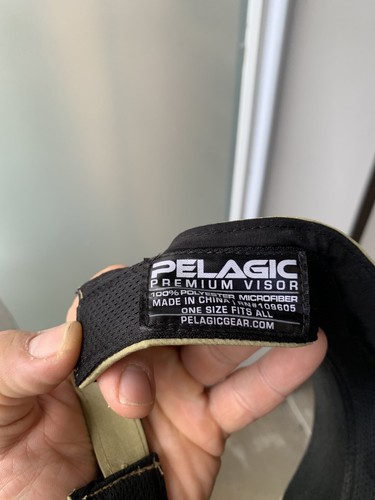 PELAGIC
PREMIUM VISOR
100% POLYESTER MICROFIBER
MADE IN CHINA | RN#109605
ONE SIZE FITS ALL
PELAGICGEAR.COM